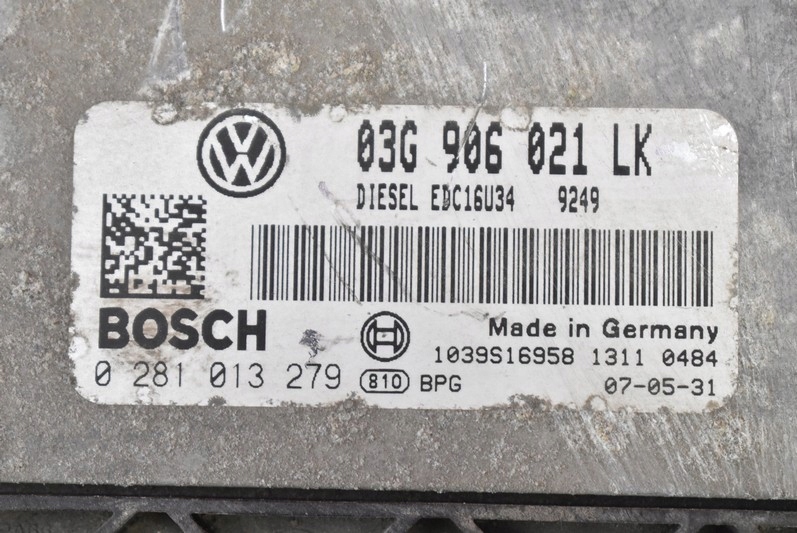 VW
03G 906 021 LK
DIESEL EDC16U34 9249
BOSCH
Made in Germany
1039S16958 1311 0484
0 281 013 279 810 BPG 07-05-31